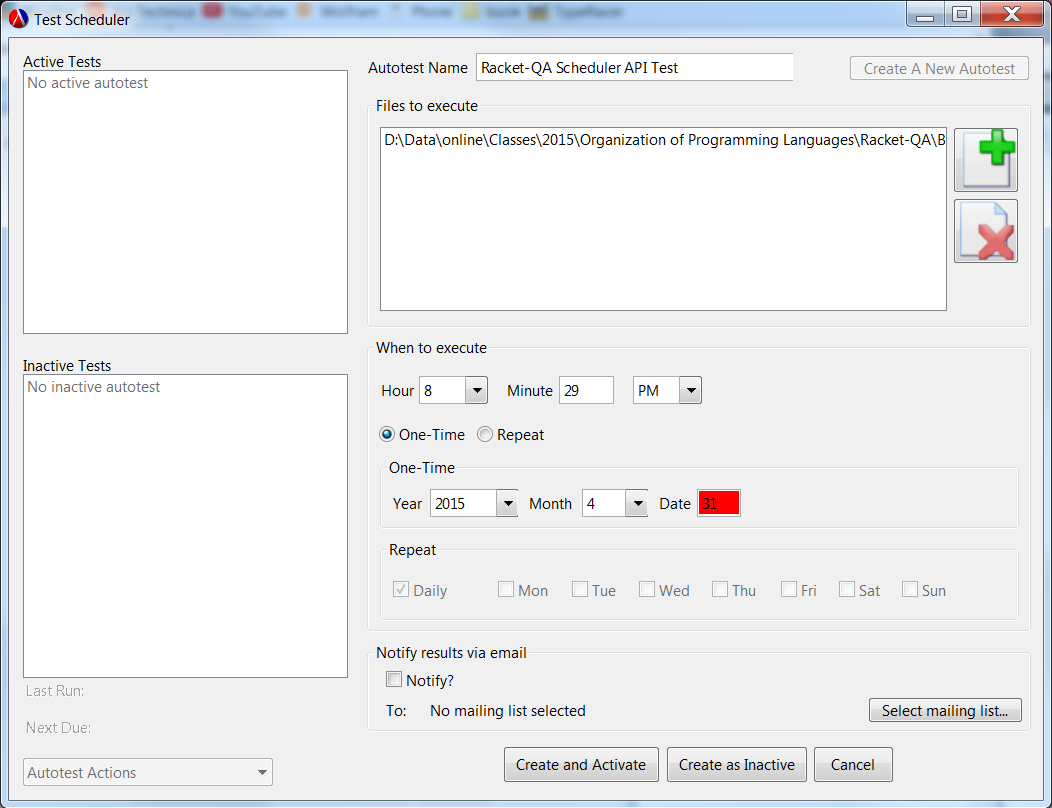 Test Scheduler
YouTube
Phone
book
TypeRacer
Active Tests
No active autotest
Inactive Tests
No inactive autotest
Last Run:
Next Due:
Autotest Actions
Autotest Name Racket-QA Scheduler API Test
Create A New Autotest
Files to execute
D:\Data\online\Classes\2015\Organization of Programming Languages\Racket-QA\B
When to execute
Hour 8 Minute 29 PM
One-Time Repeat
One-Time
Year 2015 Month 4 Date 31
Repeat
Daily Mon Tue Wed Thu Fri Sat Sun
Notify results via email
Notify?
To: No mailing list selected
Select mailing list...
Create and Activate Create as Inactive Cancel